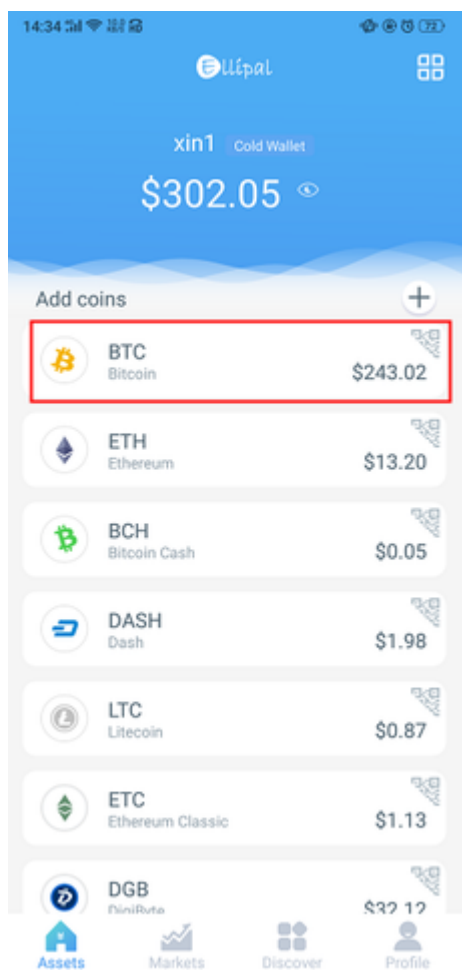 14:34
72
Ellipal
xin1 Cold Wallet
$302.05
Add coins
BTC
Bitcoin
$243.02
ETH
Ethereum
$13.20
BCH
Bitcoin Cash
$0.05
DASH
Dash
$1.98
LTC
Litecoin
$0.87
ETC
Ethereum Classic
$1.13
DGB
DigiByte
$32.12
Assets Markets Discover Profile